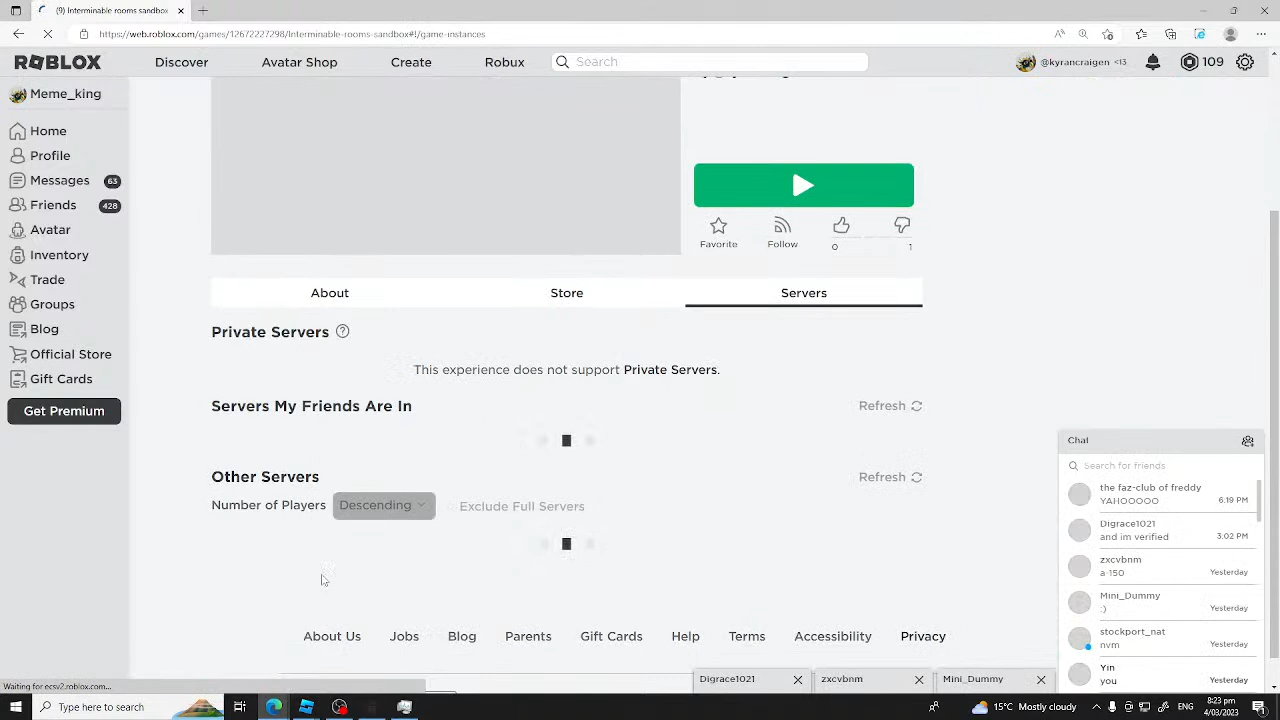 Interminable rooms sandbox
https://web.roblox.com/games/12672227298/Interminable-rooms-sandbox#!/game-instances
ROBLOX
Discover
Avatar Shop
Create
Robux
Search
@kyrancraigen <I3
109
Meme_king
Home
Profile
Messages 63
Friends 428
Avatar
Inventory
Trade
Groups
Blog
Official Store
Gift Cards
Get Premium
Favorite
Follow
0
1
About
Store
Servers
Private Servers
This experience does not support Private Servers.
Servers My Friends Are In
Refresh
Other Servers
Refresh
Number of Players
Descending
Exclude Full Servers
About Us
Jobs
Blog
Parents
Gift Cards
Help
Terms
Accessibility
Privacy
Chat
Search for friends
the faz-club of freddy
YAHOOOOO
6.19 PM
Digrace1021
and im verified
3:02 PM
zxcvbnm
a-150
Yesterday
Mini_Dummy
:)
Yesterday
stockport_nat
nvm
Yesterday
Yin
you
Yesterday
Digrace1021
zxcvbnm
Mini_Dummy
Waiting for ecsv2.roblox.com...
Type here to search
15°C Mostly cloudy
ENG
8:23 pm
4/03/2023